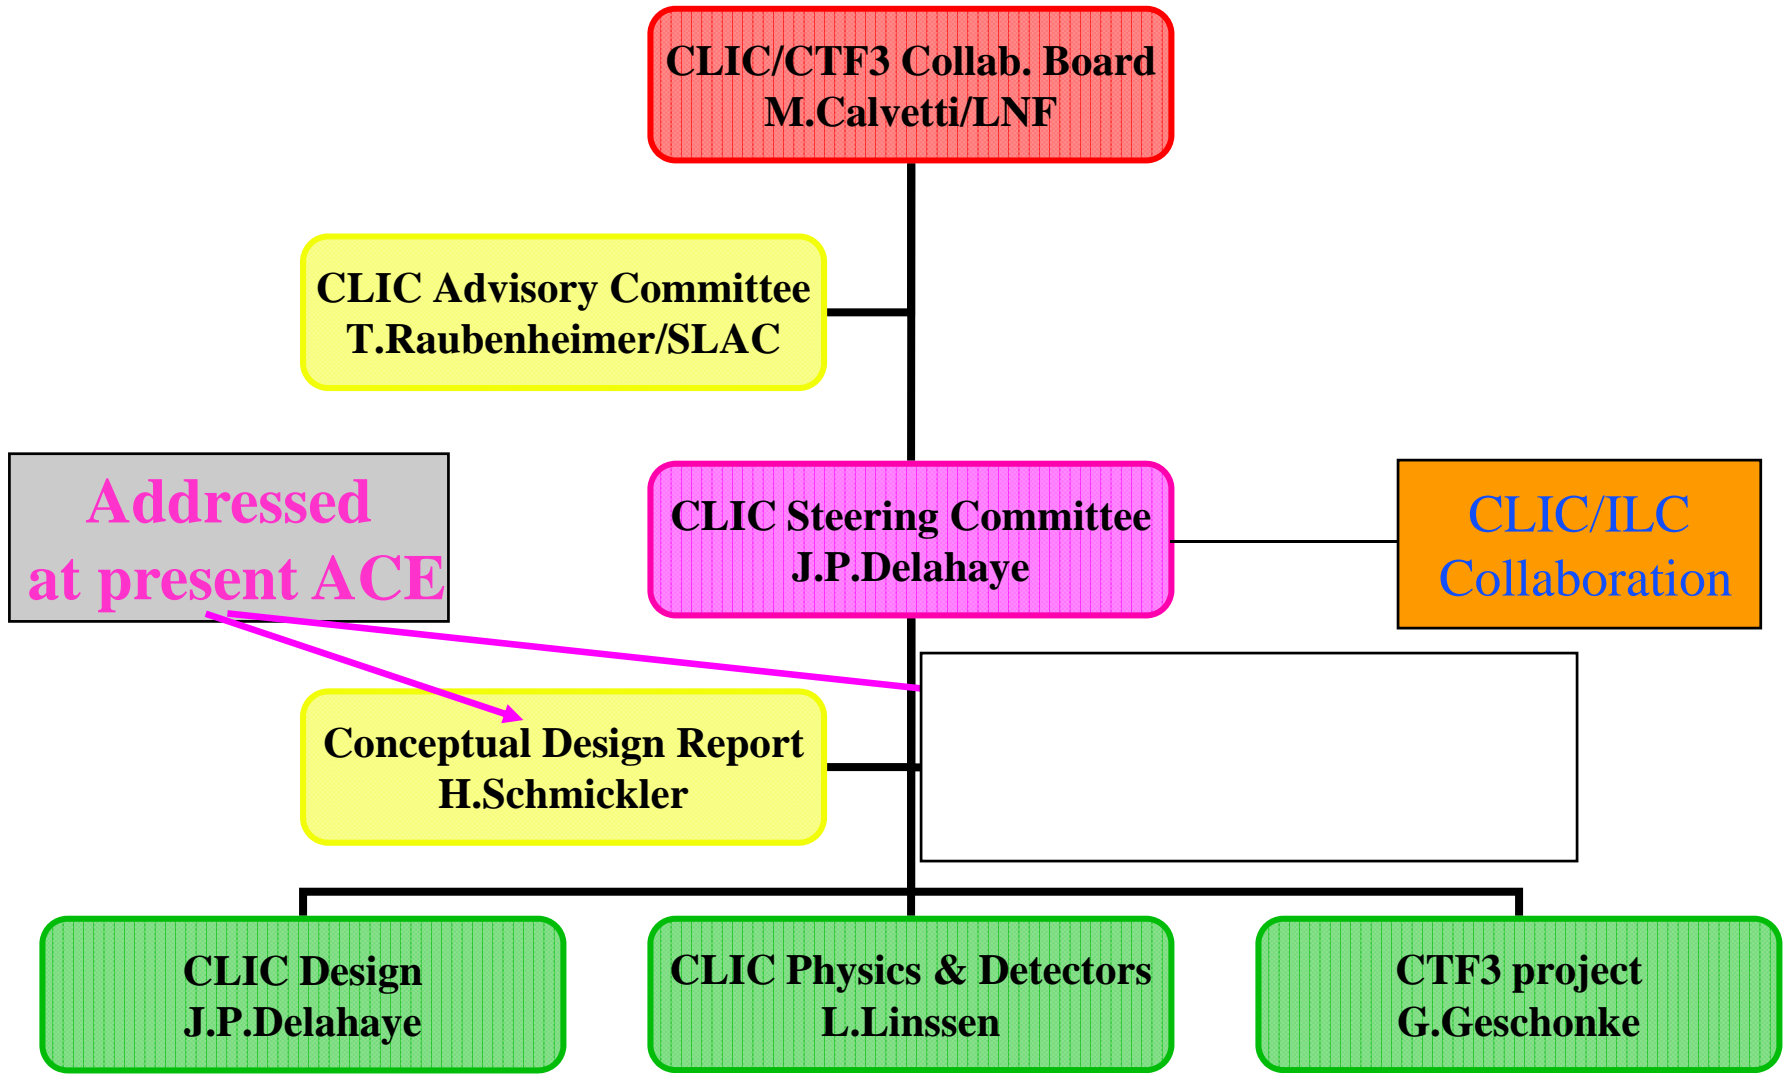 CLIC/CTF3 Collab. Board
M.Calvetti/LNF
CLIC Advisory Committee
T.Raubenheimer/SLAC
Addressed
at present ACE
CLIC Steering Committee
J.P.Delahaye
CLIC/ILC
Collaboration
Conceptual Design Report
H.Schmickler
CLIC Design
J.P.Delahaye
CLIC Physics & Detectors
L.Linssen
CTF3 project
G.Geschonke